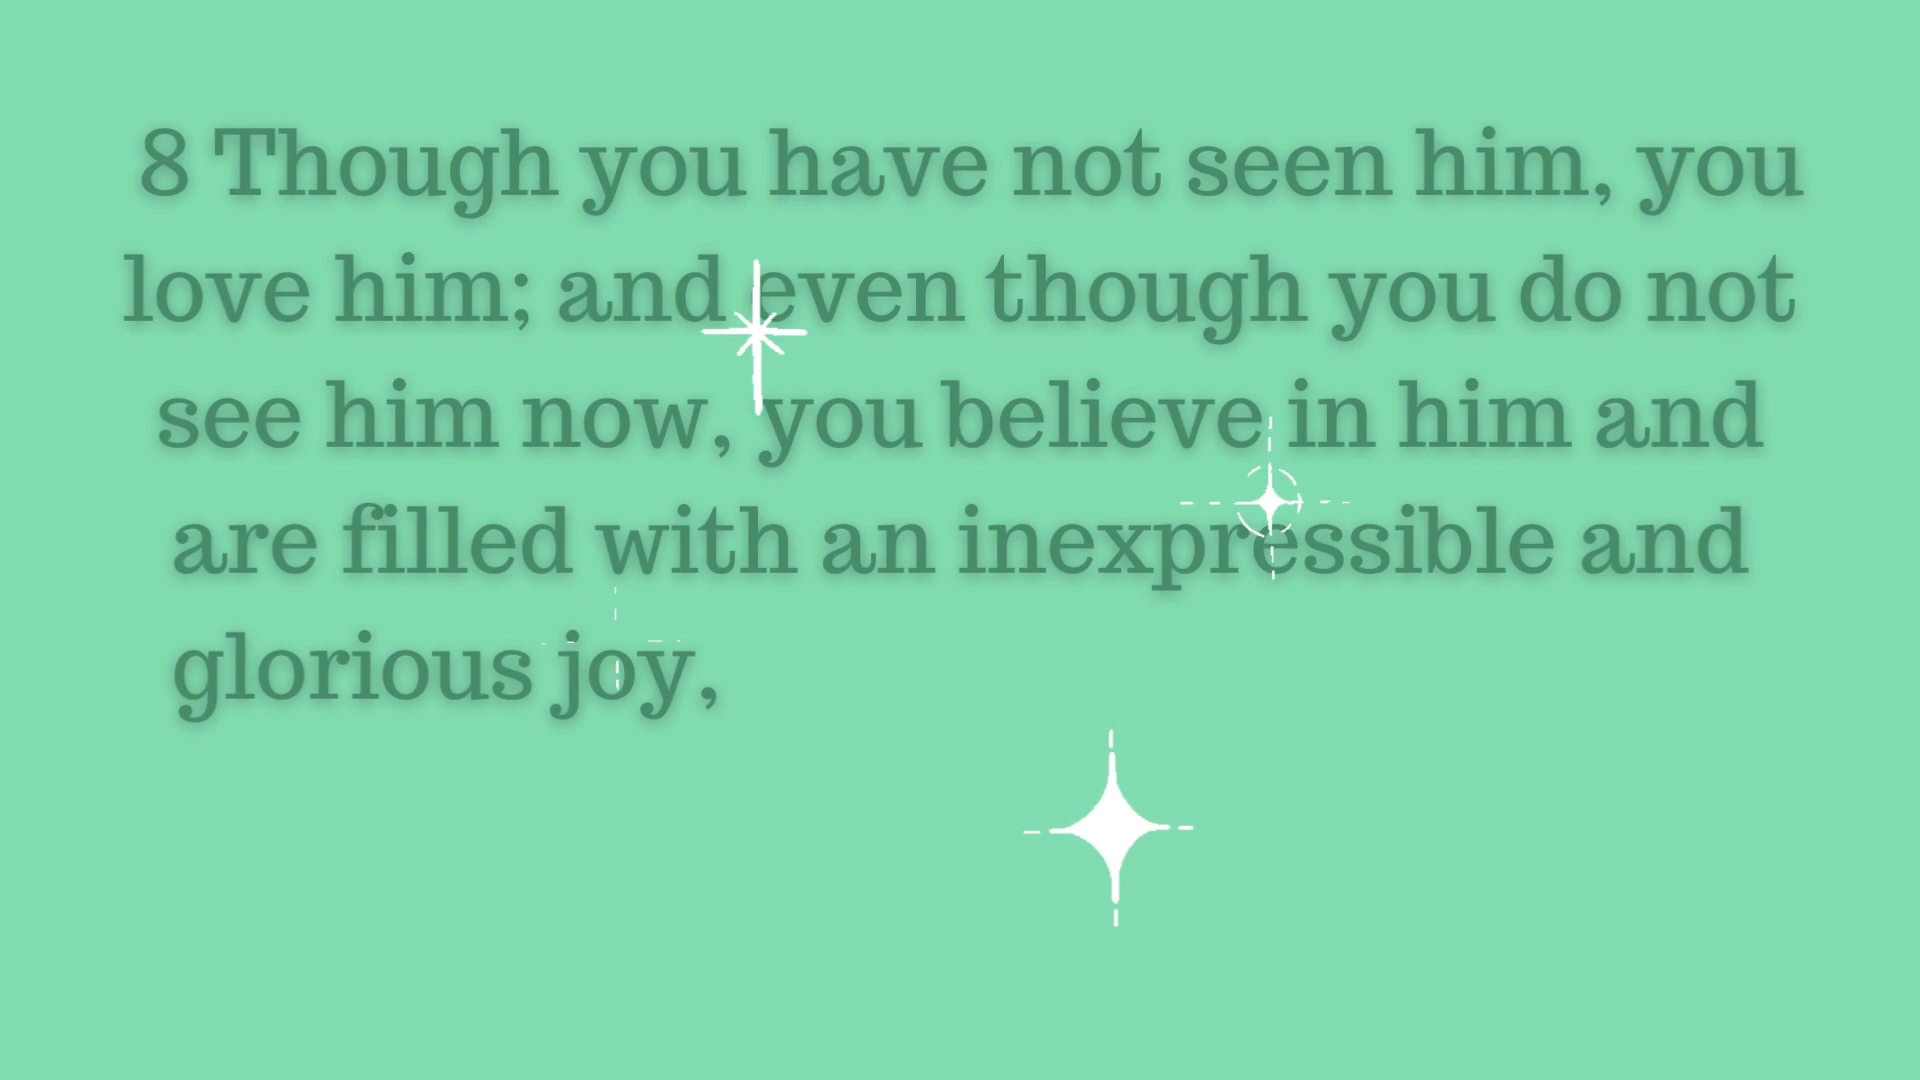 8 Though you have not seen him, you
love him; and even though you do not
see him now, you believe in him and
are filled with an inexpressible and
glorious joy,